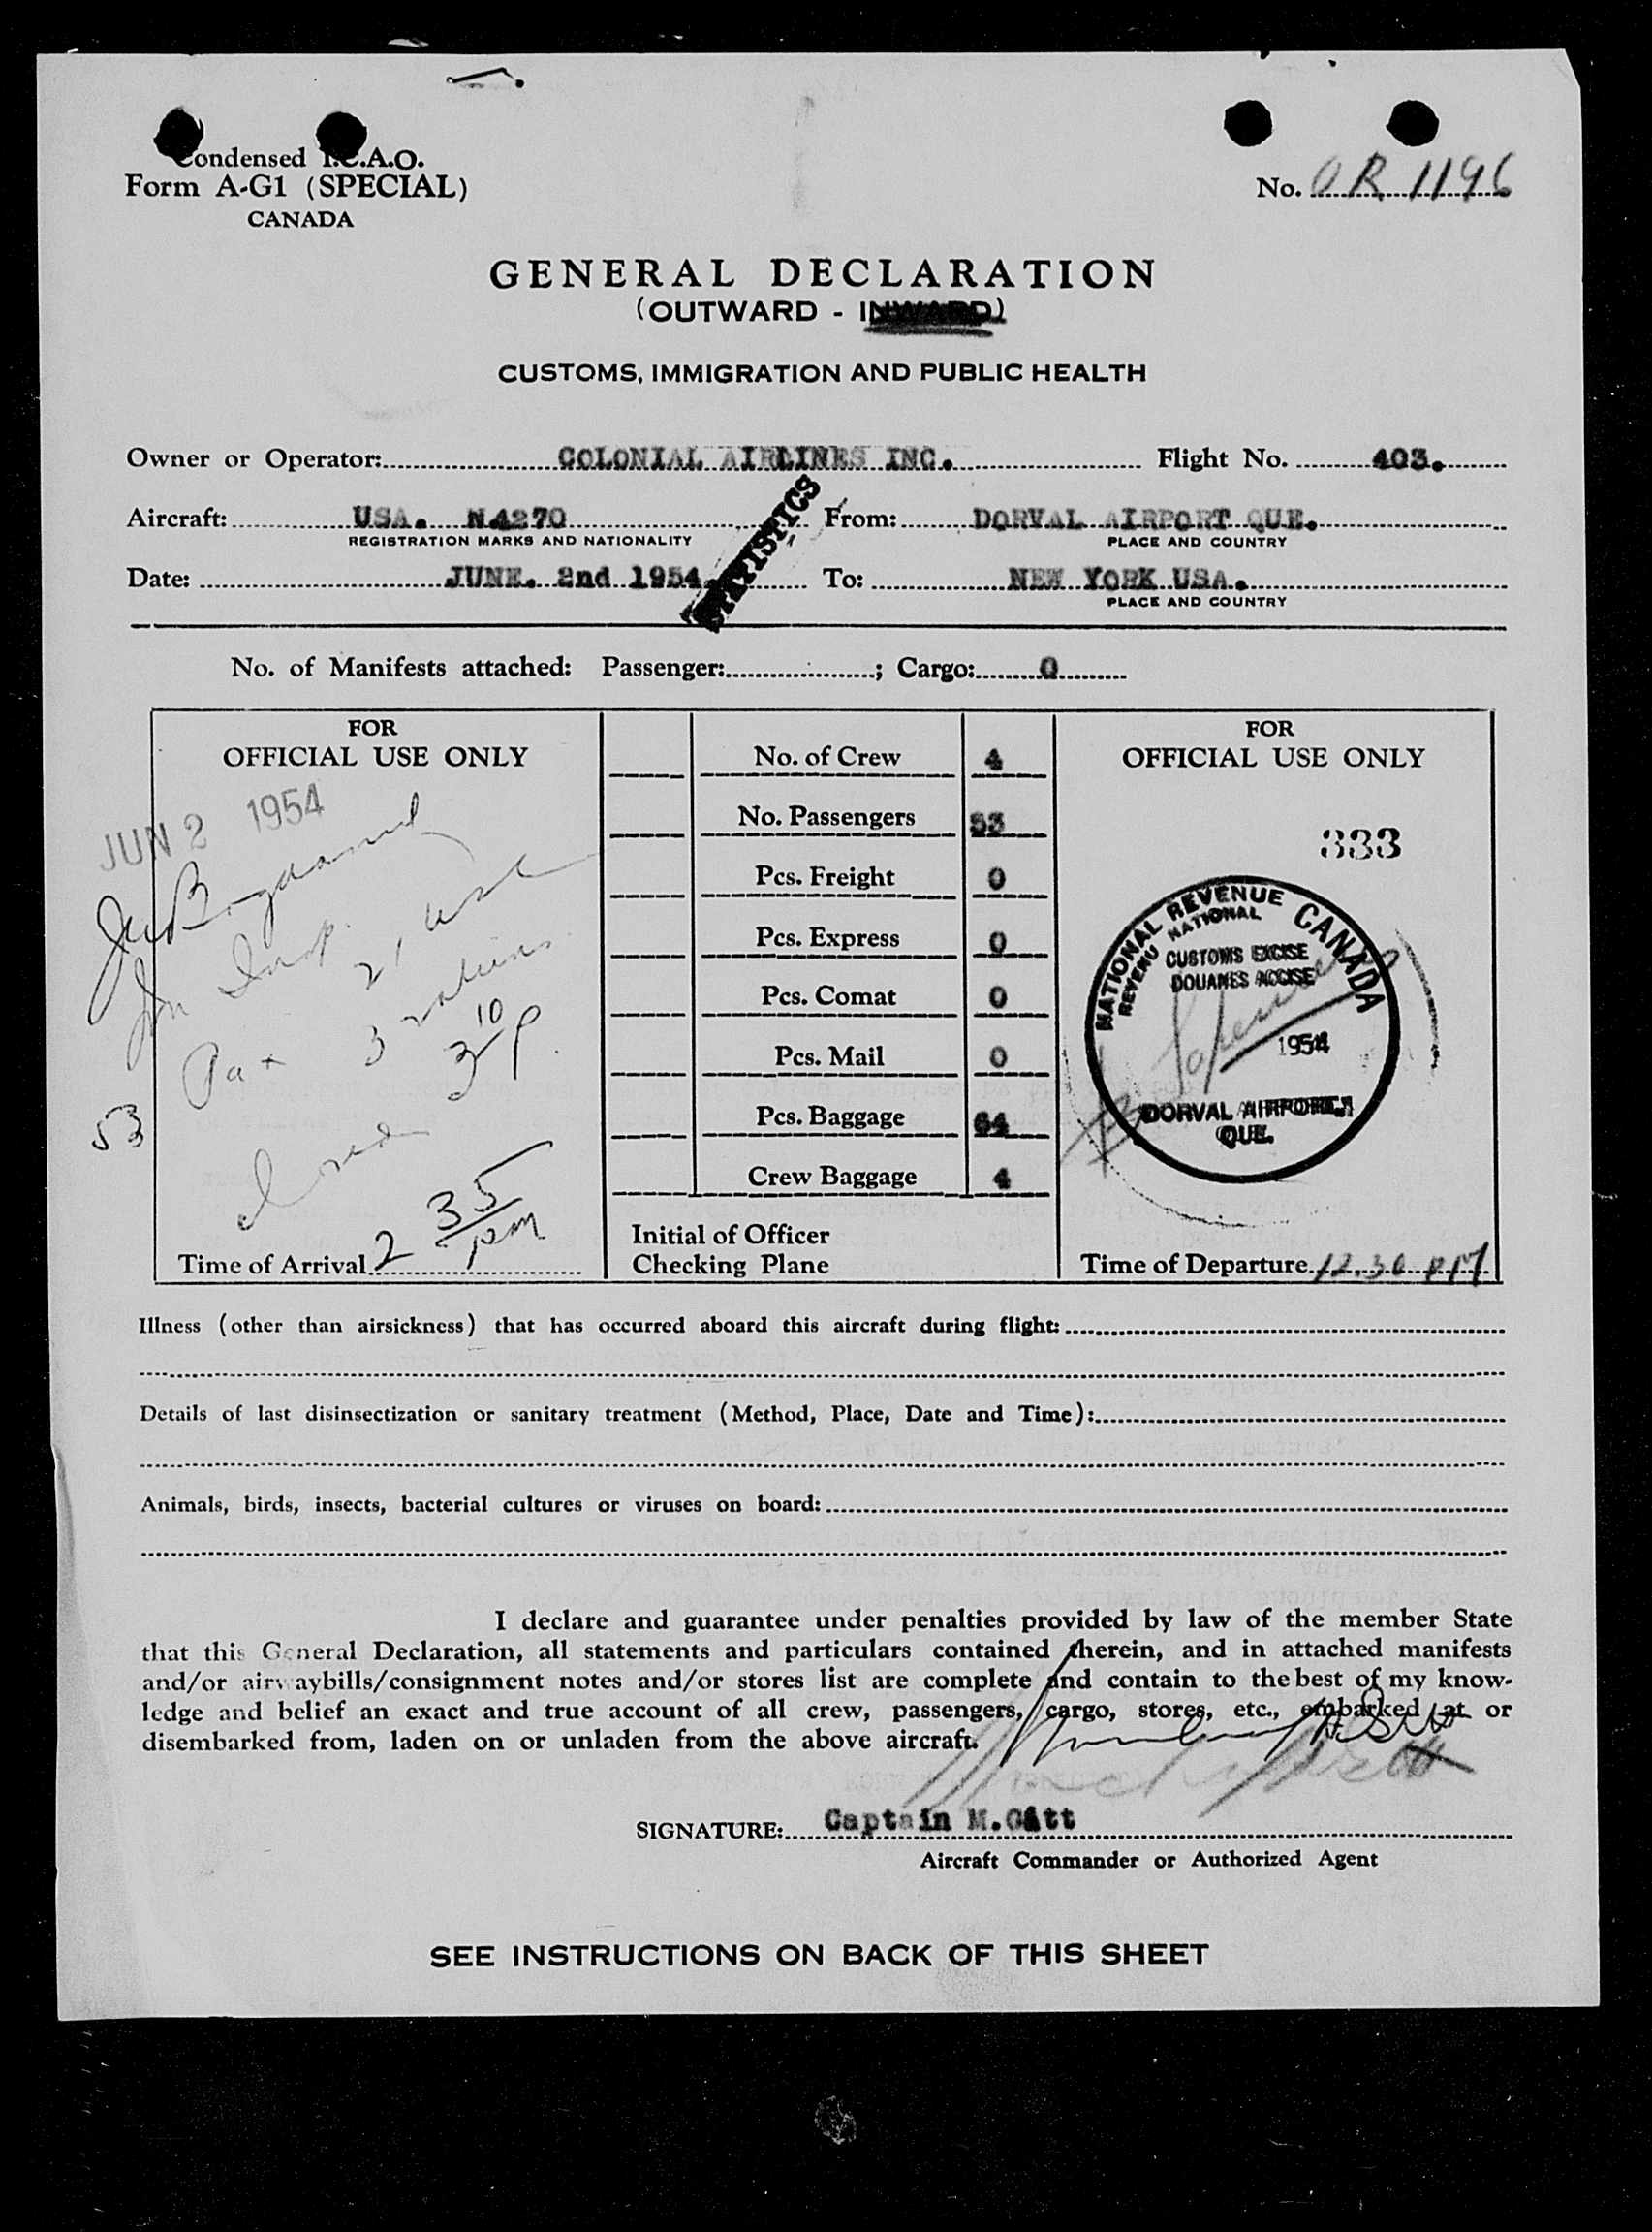 Condensed I.C.A.O.
Form A-G1 (SPECIAL)
CANADA
No. OR 1196
GENERAL DECLARATION
(OUTWARD - INWARD)
CUSTOMS, IMMIGRATION AND PUBLIC HEALTH
Owner or Operator: COLONIAL AIRLINES INC. Flight No. 403.
Aircraft: USA. N4270 From: DORVAL AIRPORT QUE.
REGISTRATION MARKS AND NATIONALITY PLACE AND COUNTRY
STATISTICS
Date: JUNE. 2nd 1954 To: NEW YORK USA.
PLACE AND COUNTRY
No. of Manifests attached: Passenger: ; Cargo: 0
FOR
OFFICIAL USE ONLY
JUN 2 1954
21 USA
Pax 3
3 10 P
53
2 35 pm
Time of Arrival
No. of Crew 4
No. Passengers 53
Pcs. Freight 0
Pcs. Express 0
Pcs. Comat 0
Pcs. Mail 0
Pcs. Baggage 64
Crew Baggage 4
Initial of Officer
Checking Plane
FOR
OFFICIAL USE ONLY
333
NATIONAL REVENUE CANADA
REVENU NATIONAL
CUSTOMS EXCISE
DOUANES ACCISE
1954
DORVAL AIRPORT
QUE.
Time of Departure 12.30 PM
Illness (other than airsickness) that has occurred aboard this aircraft during flight:
Details of last disinsectization or sanitary treatment (Method, Place, Date and Time):
Animals, birds, insects, bacterial cultures or viruses on board:
I declare and guarantee under penalties provided by law of the member State
that this General Declaration, all statements and particulars contained therein, and in attached manifests
and/or airwaybills/consignment notes and/or stores list are complete and contain to the best of my know-
ledge and belief an exact and true account of all crew, passengers, cargo, stores, etc., embarked at or
disembarked from, laden on or unladen from the above aircraft.
SIGNATURE: Captain M.Gitt
Aircraft Commander or Authorized Agent
SEE INSTRUCTIONS ON BACK OF THIS SHEET